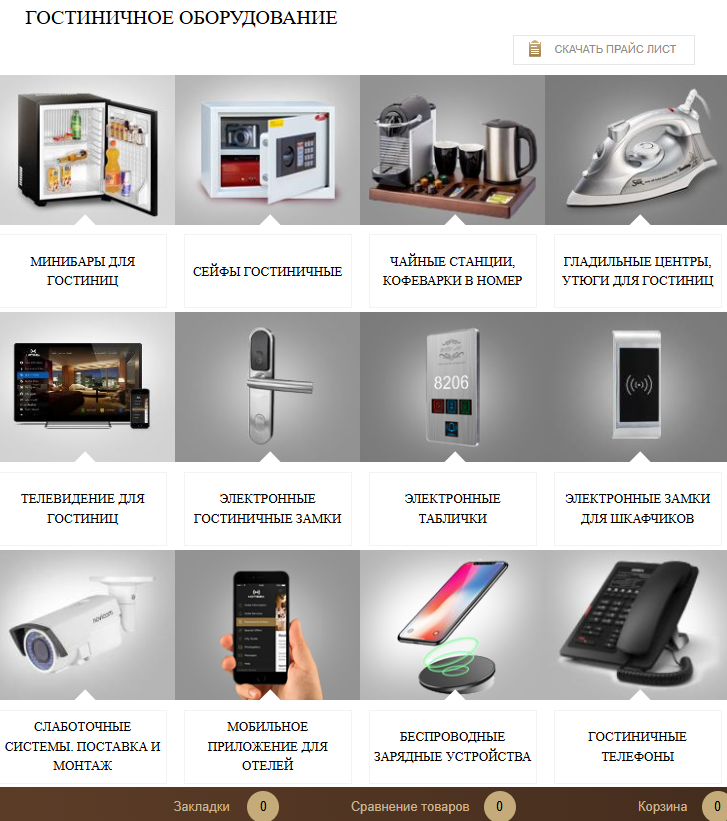 ГОСТИНИЧНОЕ ОБОРУДОВАНИЕ
СКАЧАТЬ ПРАЙС ЛИСТ
МИНИБАРЫ ДЛЯ
ГОСТИНИЦ
СЕЙФЫ ГОСТИНИЧНЫЕ
ЧАЙНЫЕ СТАНЦИИ,
КОФЕВАРКИ В НОМЕР
ГЛАДИЛЬНЫЕ ЦЕНТРЫ,
УТЮГИ ДЛЯ ГОСТИНИЦ
8206
ТЕЛЕВИДЕНИЕ ДЛЯ
ГОСТИНИЦ
ЭЛЕКТРОННЫЕ
ГОСТИНИЧНЫЕ ЗАМКИ
ЭЛЕКТРОННЫЕ
ТАБЛИЧКИ
ЭЛЕКТРОННЫЕ ЗАМКИ
ДЛЯ ШКАФЧИКОВ
novicam
СЛАБОТОЧНЫЕ
СИСТЕМЫ. ПОСТАВКА И
МОНТАЖ
МОБИЛЬНОЕ
ПРИЛОЖЕНИЕ ДЛЯ
ОТЕЛЕЙ
БЕСПРОВОДНЫЕ
ЗАРЯДНЫЕ УСТРОЙСТВА
ГОСТИНИЧНЫЕ
ТЕЛЕФОНЫ
Закладки 0 Сравнение товаров 0 Корзина 0